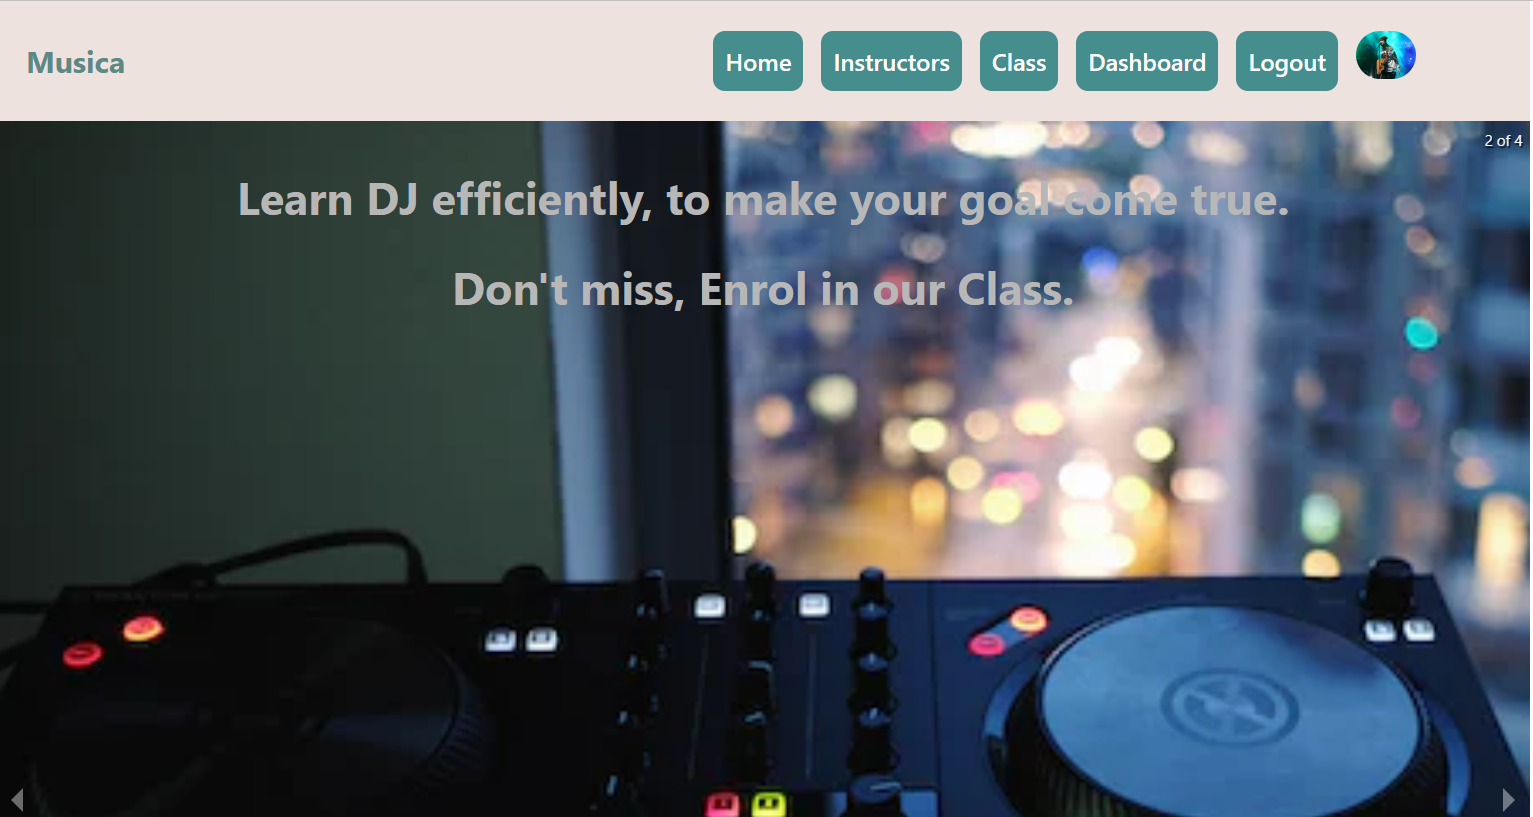 Musica
Home Instructors Class Dashboard Logout
2 of 4
Learn DJ efficiently, to make your goal come true.
Don't miss, Enrol in our Class.